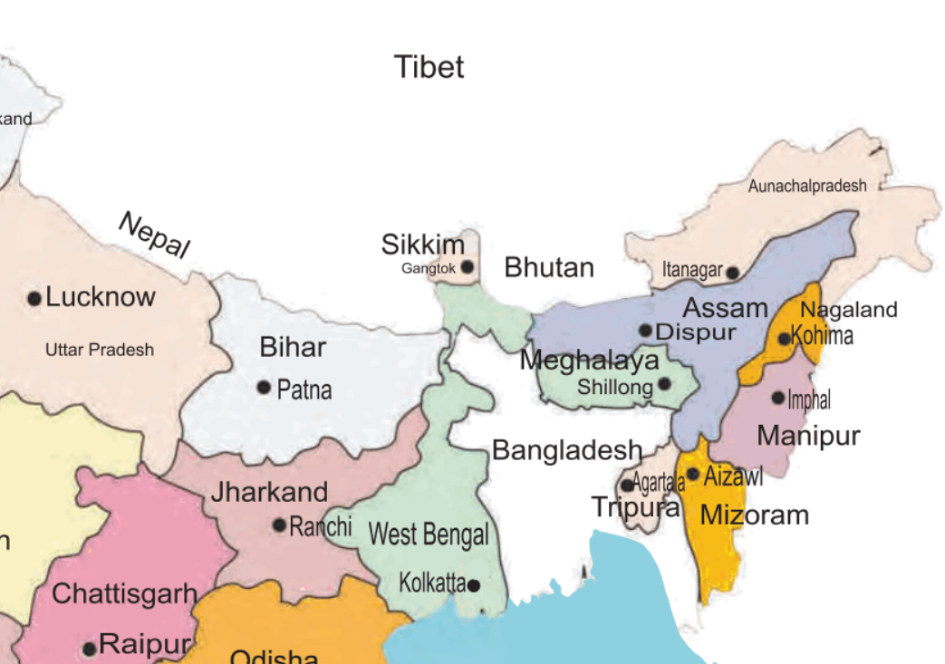 Tibet
kand
Aunachalpradesh
Nepal
Sikkim
Gangtok
Bhutan
Itanagar
Lucknow
Assam
Nagaland
Dispur
Kohima
Uttar Pradesh
Bihar
Meghalaya
Patna
Shillong
Imphal
Manipur
Bangladesh
Jharkand
Agartala
Aizawl
Tripura
Mizoram
Ranchi
West Bengal
n
Kolkatta
Chattisgarh
Raipur
Odisha